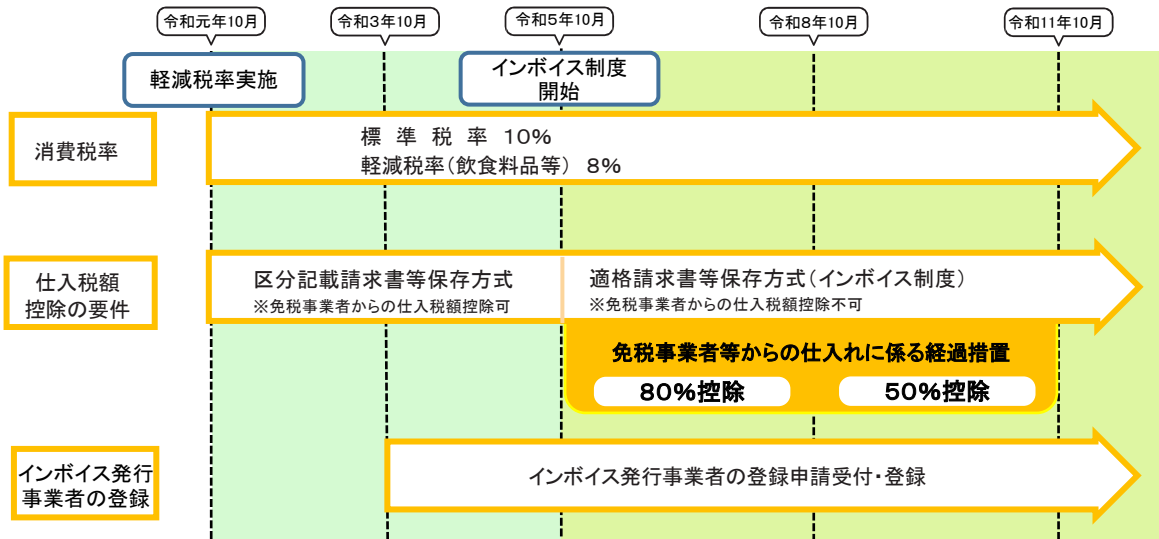 令和元年10月
令和3年10月
令和5年10月
令和8年10月
令和11年10月
軽減税率実施
インボイス制度
開始
消費税率
標 準 税 率 10%
軽減税率(飲食料品等) 8%
仕入税額
控除の要件
区分記載請求書等保存方式
※免税事業者からの仕入税額控除可
適格請求書等保存方式(インボイス制度)
※免税事業者からの仕入税額控除不可
免税事業者等からの仕入れに係る経過措置
80%控除
50%控除
インボイス発行
事業者の登録
インボイス発行事業者の登録申請受付・登録